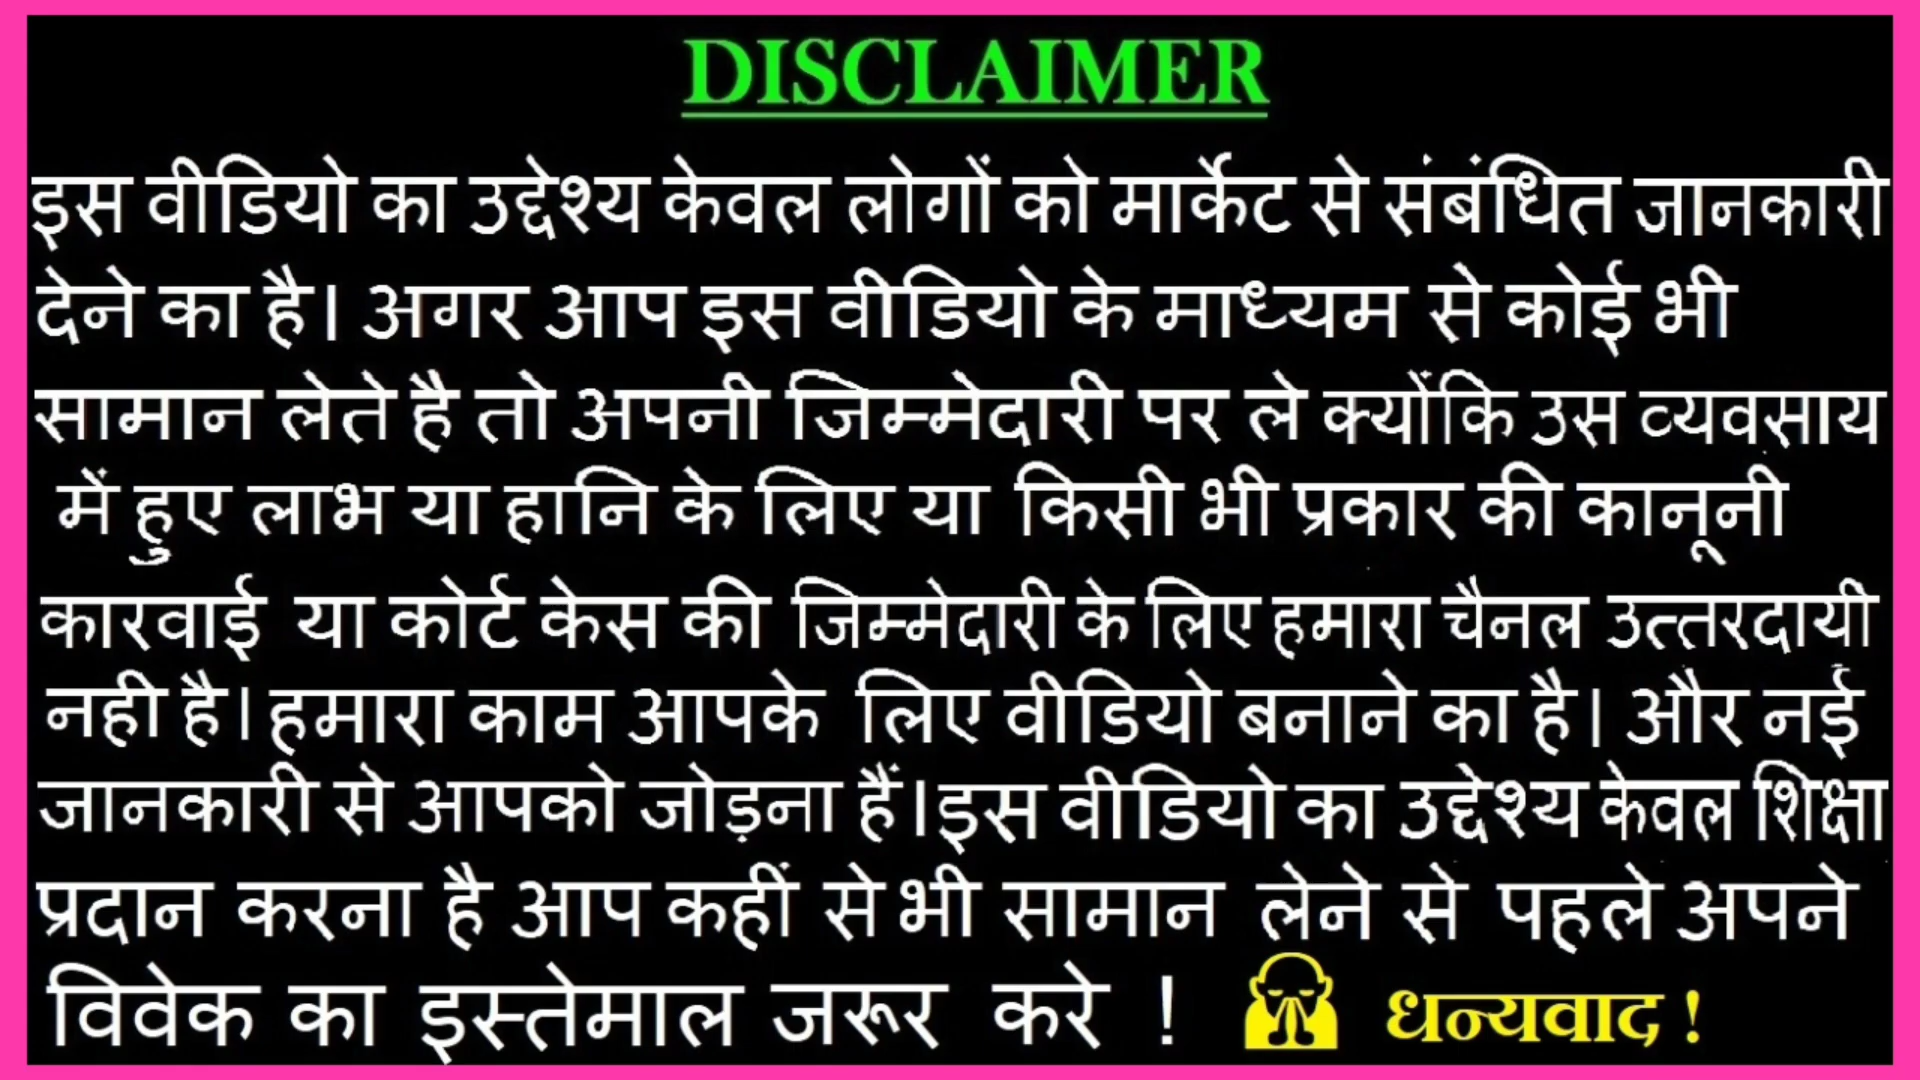 DISCLAIMER
इस वीडियो का उद्देश्य केवल लोगों को मार्केट से संबंधित जानकारी
देने का है। अगर आप इस वीडियो के माध्यम से कोई भी
सामान लेते है तो अपनी जिम्मेदारी पर ले क्योंकि उस व्यवसाय
में हुए लाभ या हानि के लिए या किसी भी प्रकार की कानूनी
कारवाई या कोर्ट केस की जिम्मेदारी के लिए हमारा चैनल उत्तरदायी
नही है। हमारा काम आपके लिए वीडियो बनाने का है। और नई
जानकारी से आपको जोड़ना हैं।इस वीडियो का उद्देश्य केवल शिक्षा
प्रदान करना है आप कहीं से भी सामान लेने से पहले अपने
विवेक का इस्तेमाल जरूर करे ! धन्यवाद !